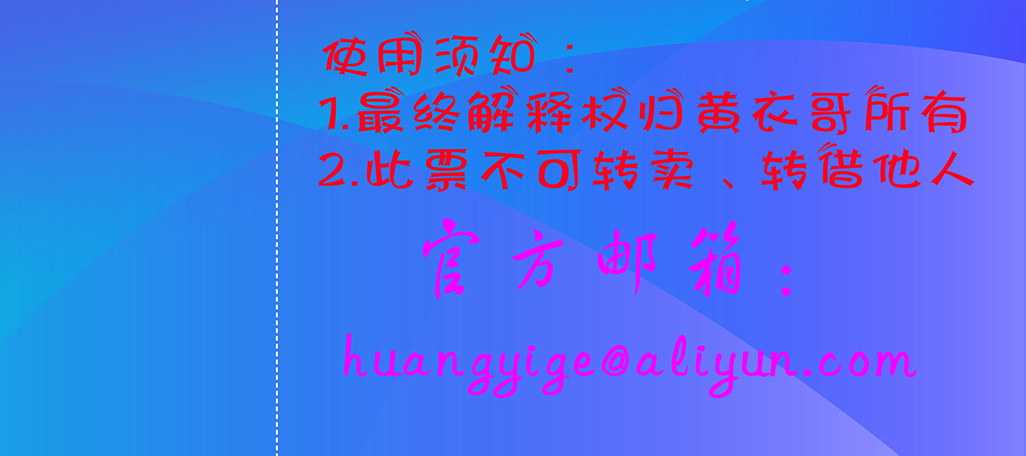 使用须知：
1.最终解释权归黄衣哥所有
2.此票不可转卖、转借他人
官方邮箱：
huangyige@aliyun.com